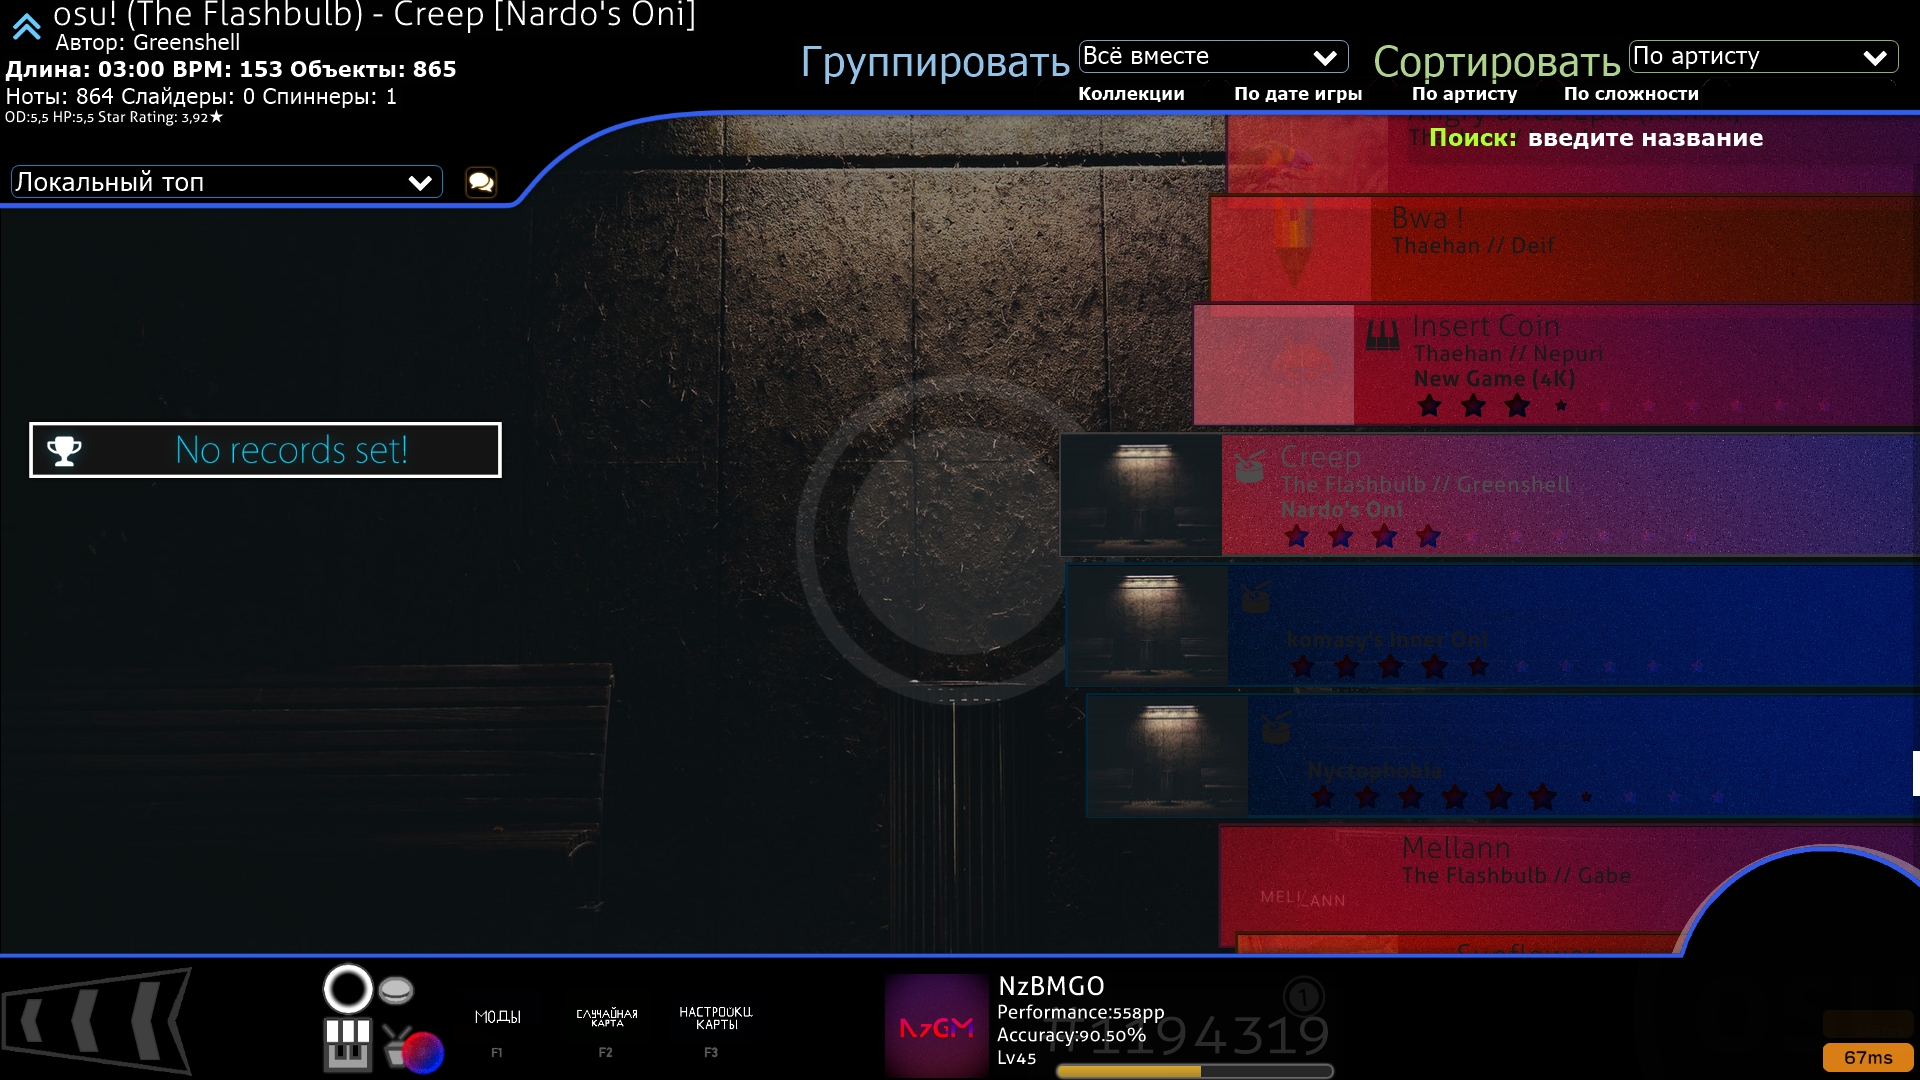 osu! (The Flashbulb) - Creep [Nardo's Oni]
Автор: Greenshell
Длина: 03:00 BPM: 153 Объекты: 865
Ноты: 864 Слайдеры: 0 Спиннеры: 1
OD:5,5 HP:5,5 Star Rating: 3,92★
Группировать
Всё вместе
Сортировать
По артисту
Коллекции
По дате игры
По артисту
По сложности
Локальный топ
Поиск: введите название
Bwa !
Thaehan // Deif
Insert Coin
Thaehan // Nepuri
New Game (4K)
No records set!
Creep
The Flashbulb // Greenshell
Nardo's Oni
komasy's Inner Oni
Nyctophobia
Mellann
The Flashbulb // Gabe
MELLANN
МОДЫ
F1
СЛУЧАЙНАЯ
КАРТА
F2
НАСТРОЙКИ
КАРТЫ
F3
NzGM
NzBMGO
Performance:558pp
Accuracy:90.50%
Lv45
#1194319
1
67ms